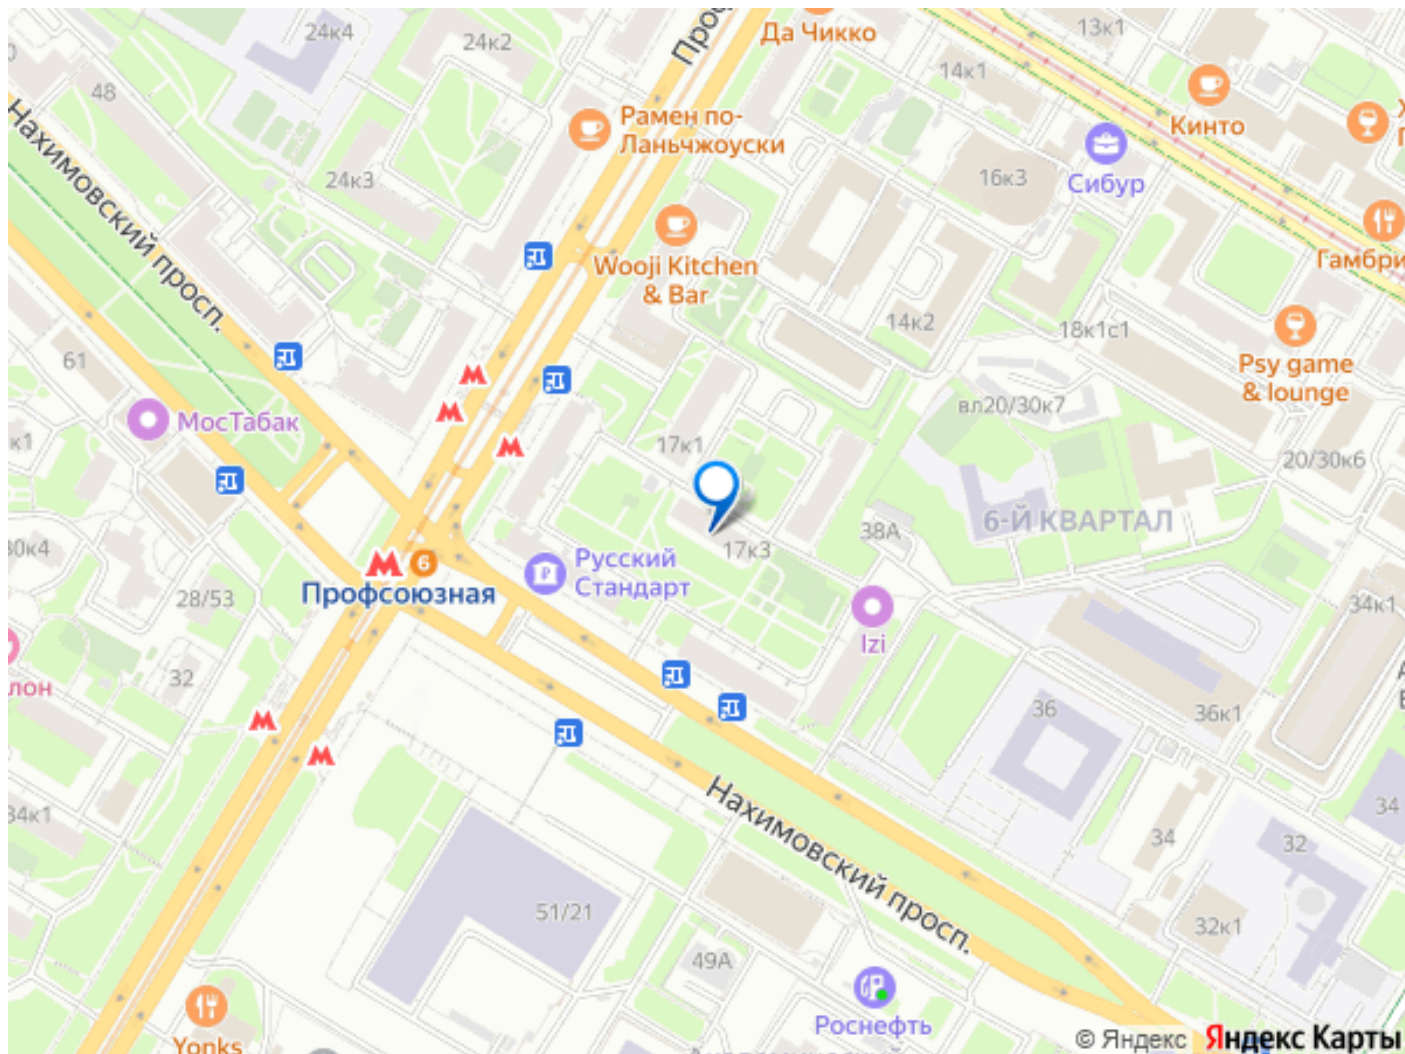 24к4
24к2
Да Чикко
13к1
14к1
48
Рамен по-
Ланьчжоуски
Кинто
Сибур
16к3
24к3
Нахимовский просп.
Wooji Kitchen
& Bar
14к2
18к1с1
Psy game
& lounge
61
МосТабак
к1
17к1
вл20/30к7
20/30к6
6-Й КВАРТАЛ
38А
17к3
Русский
Стандарт
6
Профсоюзная
28/53
34к1
Izi
32
36
36к1
34к1
34
34
32
Нахимовский просп.
51/21
32к1
49А
Роснефть
Yonks
© Яндекс Яндекс Карты